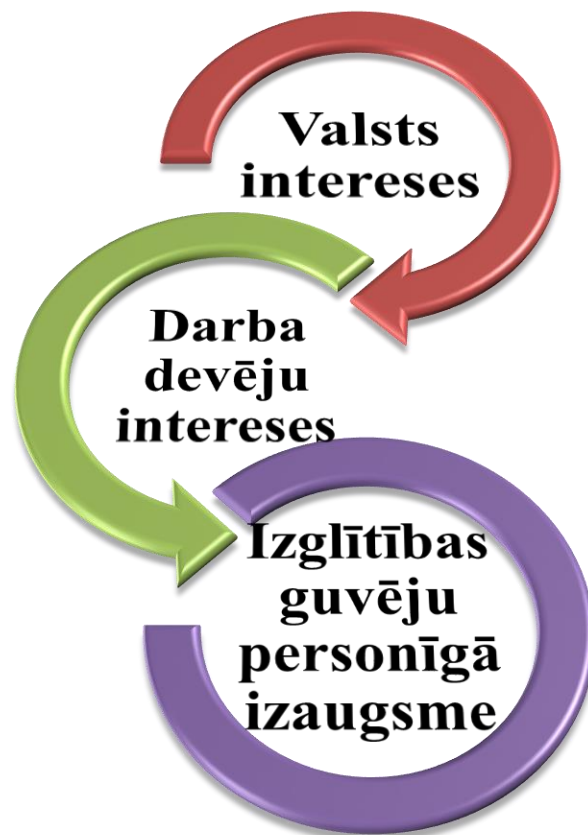 Valsts
intereses
Darba
devēju
intereses
Izglītības
guvēju
personīgā
izaugsme